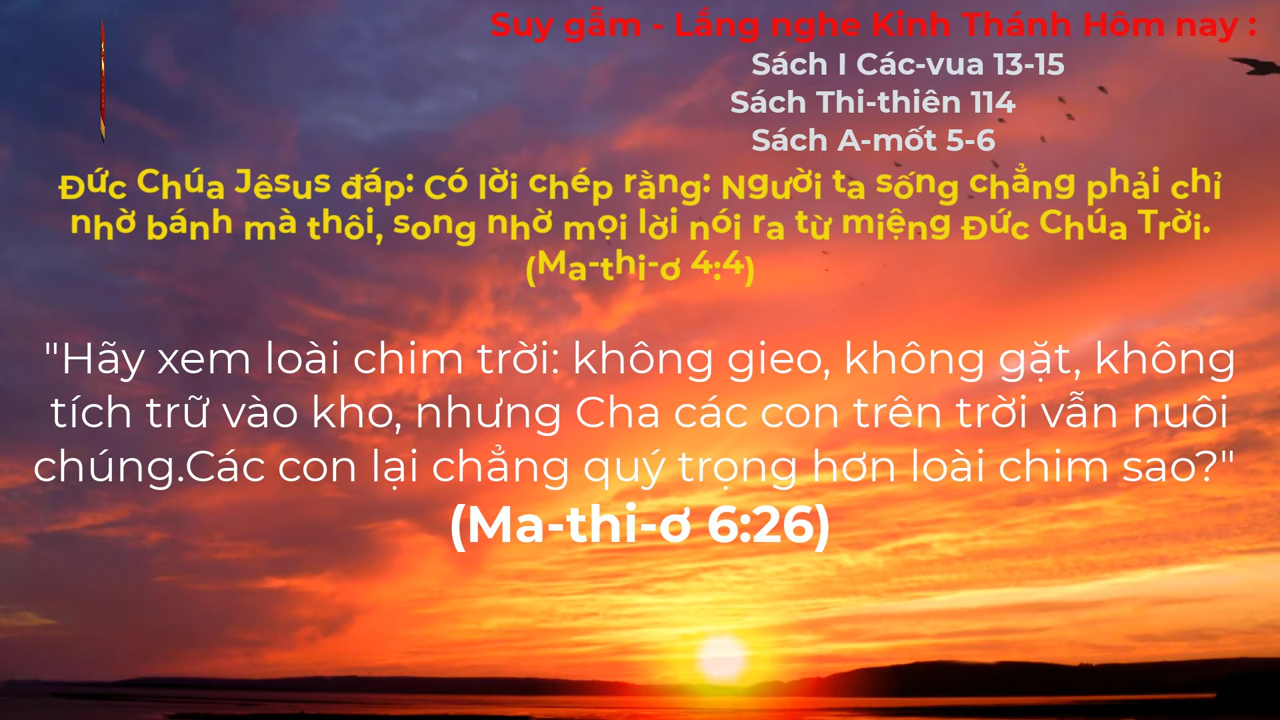 Suy gẫm - Lắng nghe Kinh Thánh Hôm nay :
Sách I Các-vua 13-15
Sách Thi-thiên 114
Sách A-mốt 5-6
Đức Chúa Jêsus đáp: Có lời chép rằng: Người ta sống chẳng phải chỉ
nhờ bánh mà thôi, song nhờ mọi lời nói ra từ miệng Đức Chúa Trời.
(Ma-thi-ơ 4:4)
"Hãy xem loài chim trời: không gieo, không gặt, không
tích trữ vào kho, nhưng Cha các con trên trời vẫn nuôi
chúng.Các con lại chẳng quý trọng hơn loài chim sao?"
(Ma-thi-ơ 6:26)